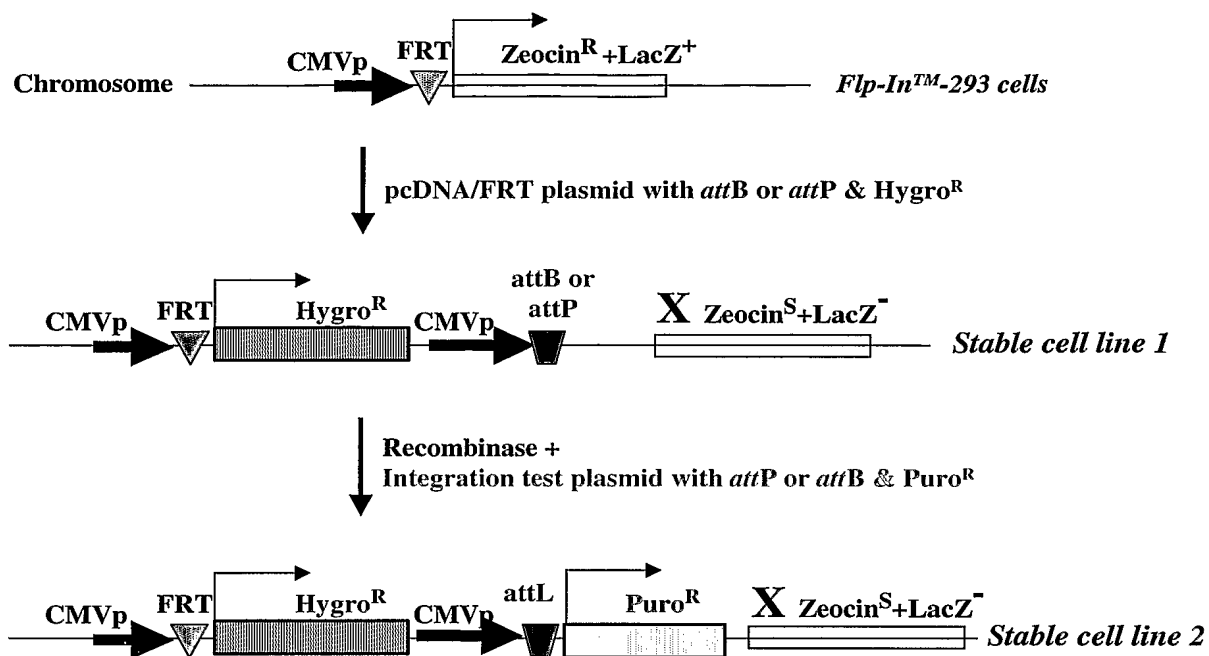 CMVp FRT Zeocin^R +LacZ^+
Chromosome Flp-In™-293 cells
pcDNA/FRT plasmid with attB or attP & Hygro^R
attB or
CMVp FRT Hygro^R CMVp attP X Zeocin^S+LacZ^-
Stable cell line 1
Recombinase +
Integration test plasmid with attP or attB & Puro^R
CMVp FRT Hygro^R CMVp attL Puro^R X Zeocin^S+LacZ^-
Stable cell line 2